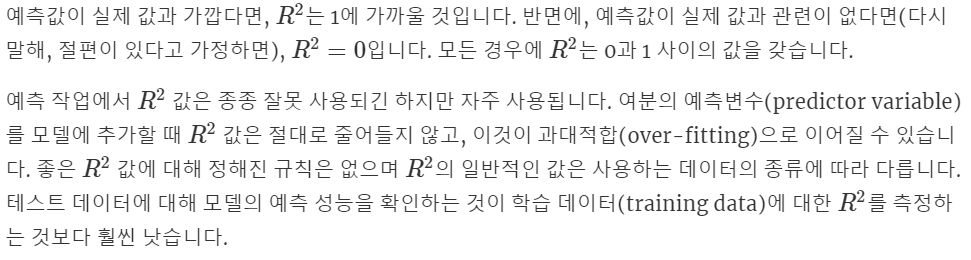 예측값이 실제 값과 가깝다면, R²는 1에 가까울 것입니다. 반면에, 예측값이 실제 값과 관련이 없다면(다시
말해, 절편이 있다고 가정하면), R² = 0입니다. 모든 경우에 R²는 0과 1 사이의 값을 갖습니다.
예측 작업에서 R² 값은 종종 잘못 사용되긴 하지만 자주 사용됩니다. 여분의 예측변수(predictor variable)
를 모델에 추가할 때 R² 값은 절대로 줄어들지 않고, 이것이 과대적합(over-fitting)으로 이어질 수 있습니
다. 좋은 R² 값에 대해 정해진 규칙은 없으며 R²의 일반적인 값은 사용하는 데이터의 종류에 따라 다릅니다.
테스트 데이터에 대해 모델의 예측 성능을 확인하는 것이 학습 데이터(training data)에 대한 R²를 측정하
는 것보다 훨씬 낫습니다.